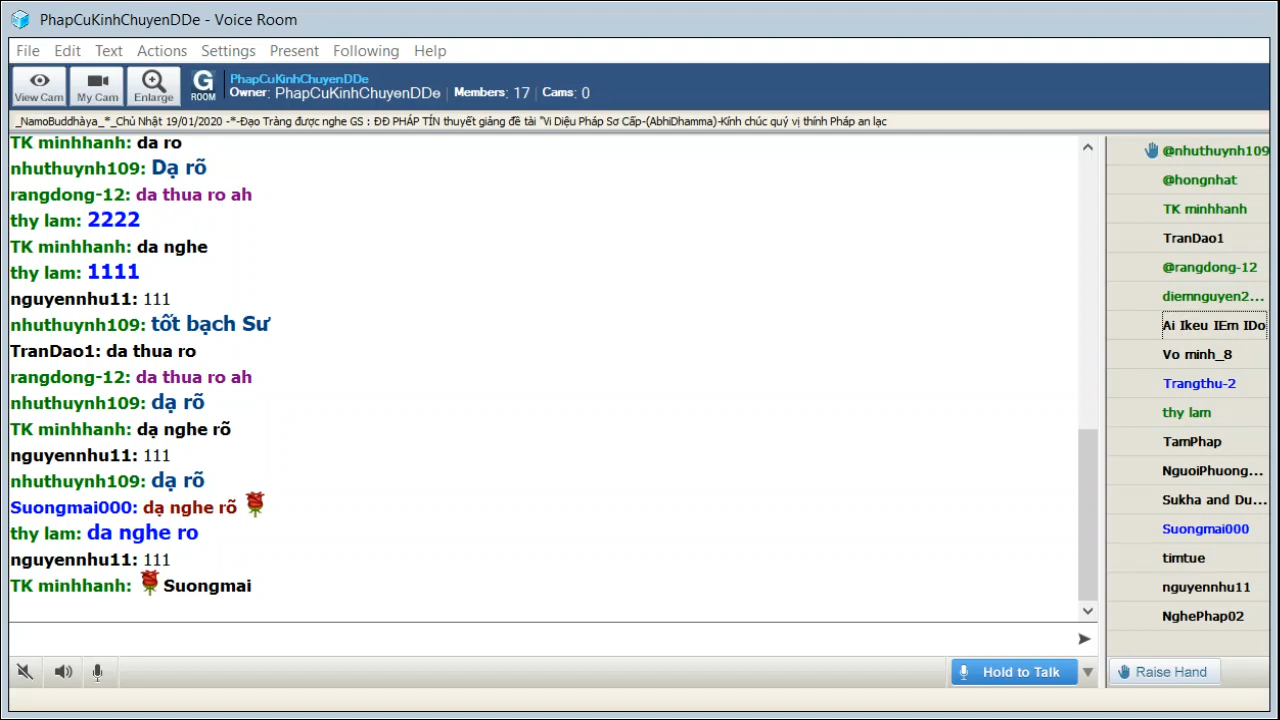 PhapCuKinhChuyenDDe - Voice Room
File Edit Text Actions Settings Present Following Help
View Cam My Cam Enlarge G ROOM
PhapCuKinhChuyenDDe
Owner: PhapCuKinhChuyenDDe Members: 17 Cams: 0
_NamoBuddhàya_*_Chủ Nhật 19/01/2020 -*-Đạo Tràng được nghe GS : ĐĐ PHÁP TÍN thuyết giảng đề tài "Vi Diệu Pháp Sơ Cấp-(AbhiDhamma)-Kính chúc quý vị thính Pháp an lạc
TK minhhanh: da ro
nhuthuynh109: Dạ rõ
rangdong-12: da thua ro ah
thy lam: 2222
TK minhhanh: da nghe
thy lam: 1111
nguyennhu11: 111
nhuthuynh109: tốt bạch Sư
TranDao1: da thua ro
rangdong-12: da thua ro ah
nhuthuynh109: dạ rõ
TK minhhanh: dạ nghe rõ
nguyennhu11: 111
nhuthuynh109: dạ rõ
Suongmai000: dạ nghe rõ
thy lam: da nghe ro
nguyennhu11: 111
TK minhhanh: Suongmai
@nhuthuynh109
@hongnhat
TK minhhanh
TranDao1
@rangdong-12
diemnguyen2...
Ai Ikeu IEm IDo
Vo minh_8
Trangthu-2
thy lam
TamPhap
NguoiPhuong...
Sukha and Du...
Suongmai000
timtue
nguyennhu11
NghePhap02
Hold to Talk
Raise Hand